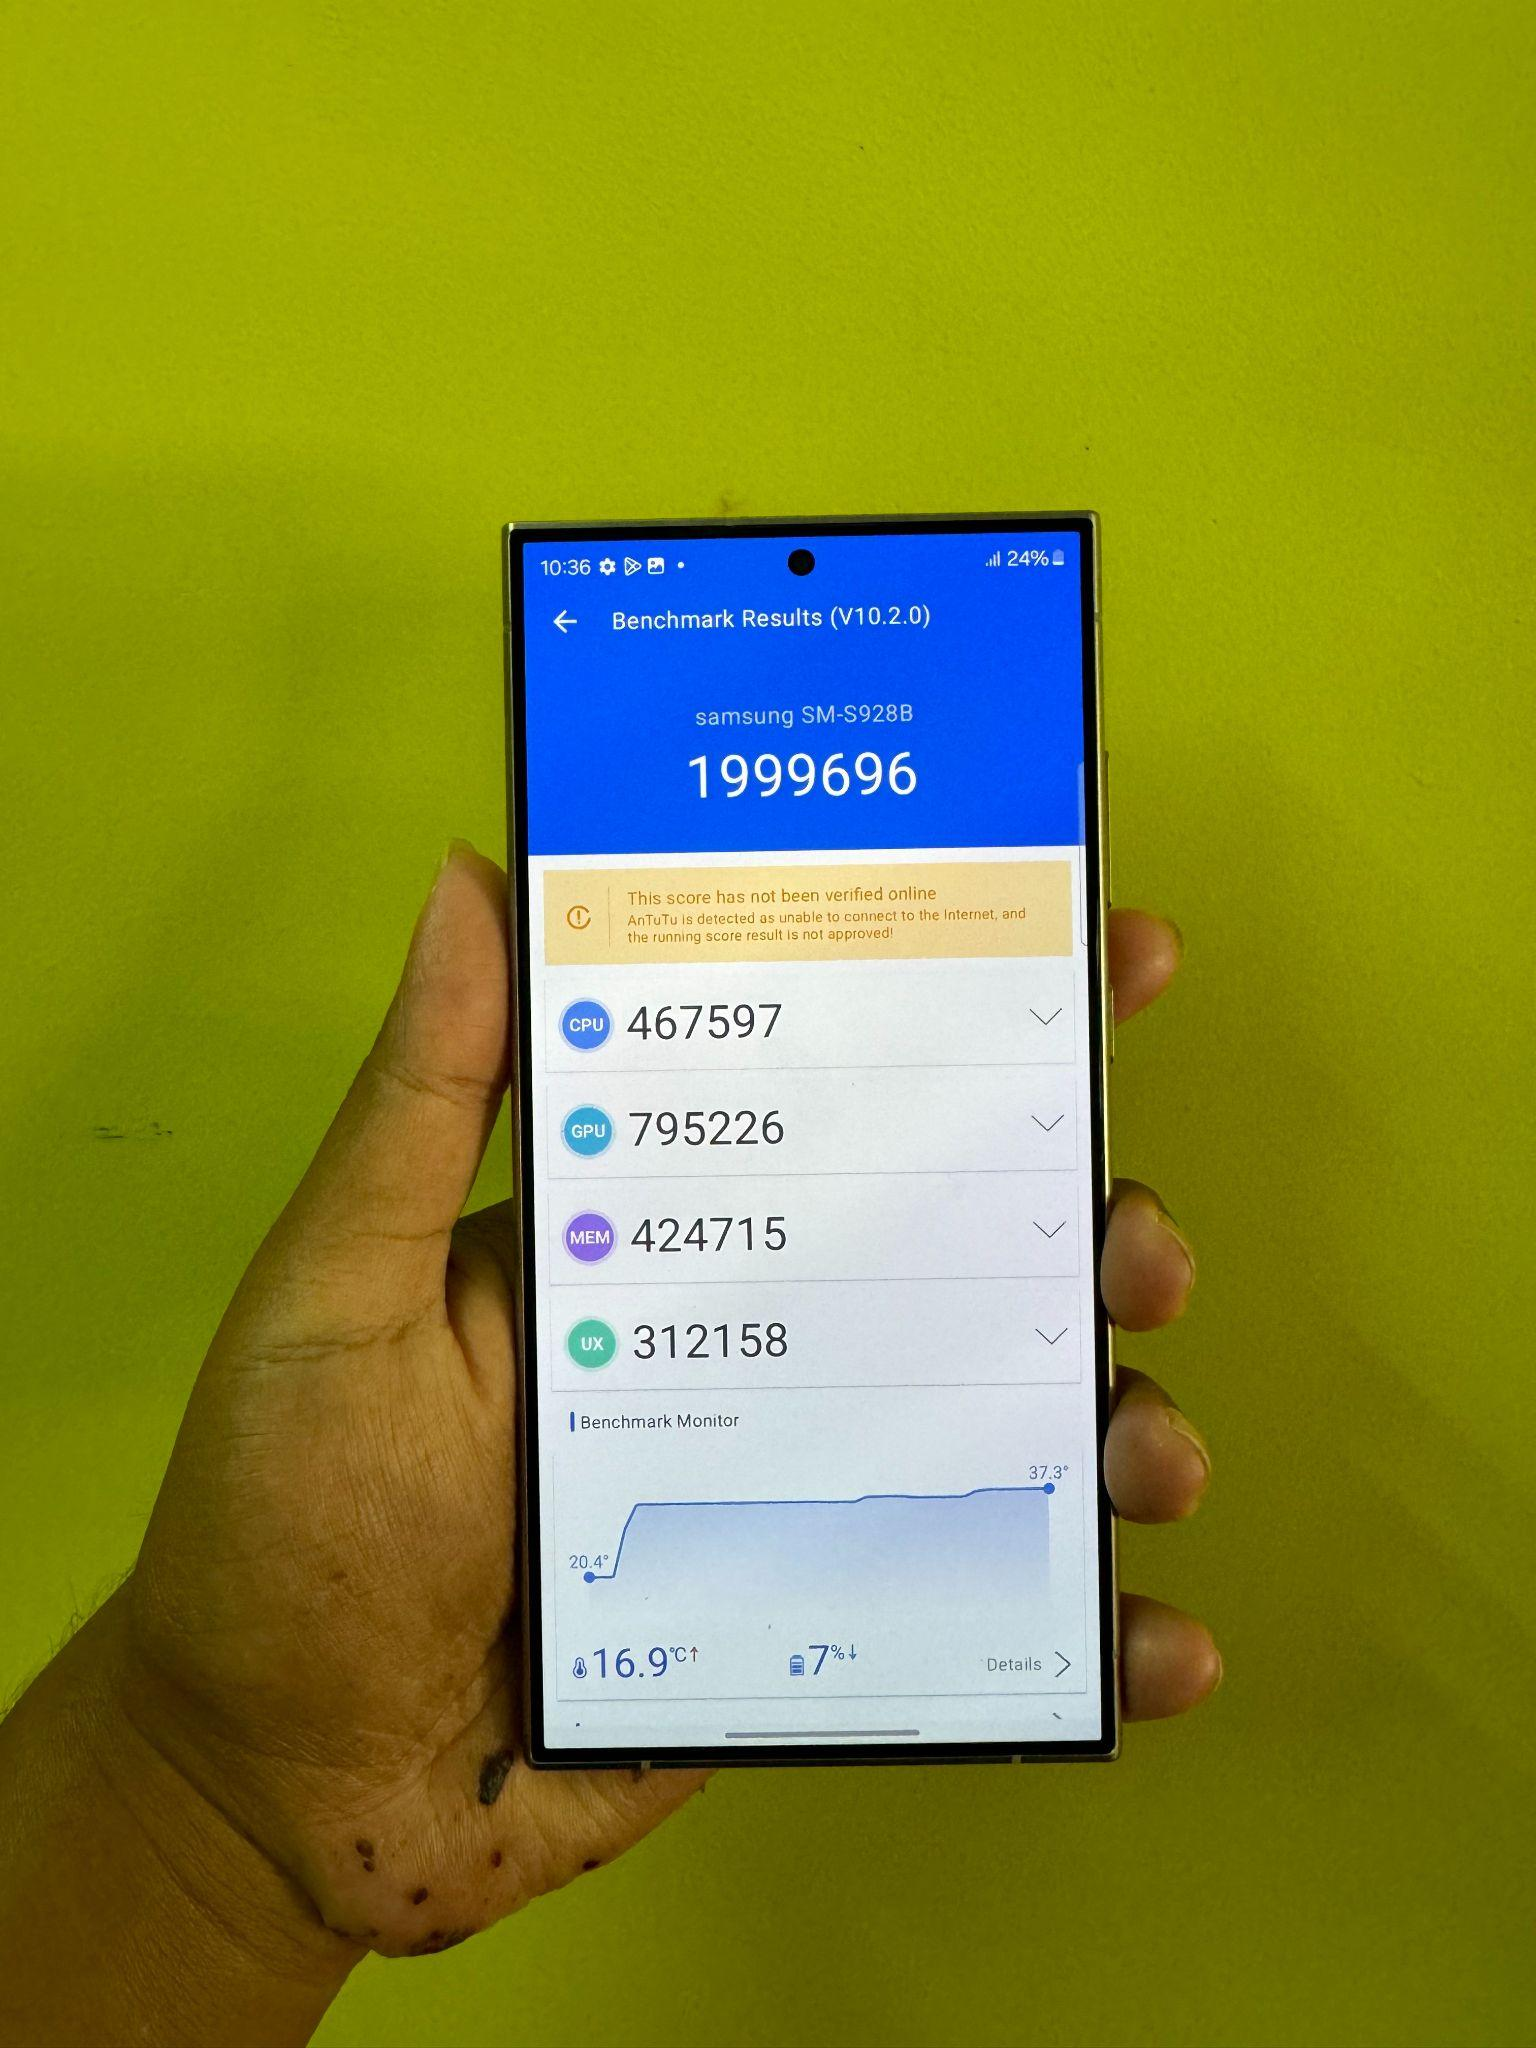 10:36
24%
Benchmark Results (V10.2.0)
samsung SM-S928B
1999696
This score has not been verified online
AnTuTu is detected as unable to connect to the Internet, and
the running score result is not approved!
CPU 467597
GPU 795226
MEM 424715
UX 312158
Benchmark Monitor
37.3°
20.4°
16.9°C↑ 7%↓ Details